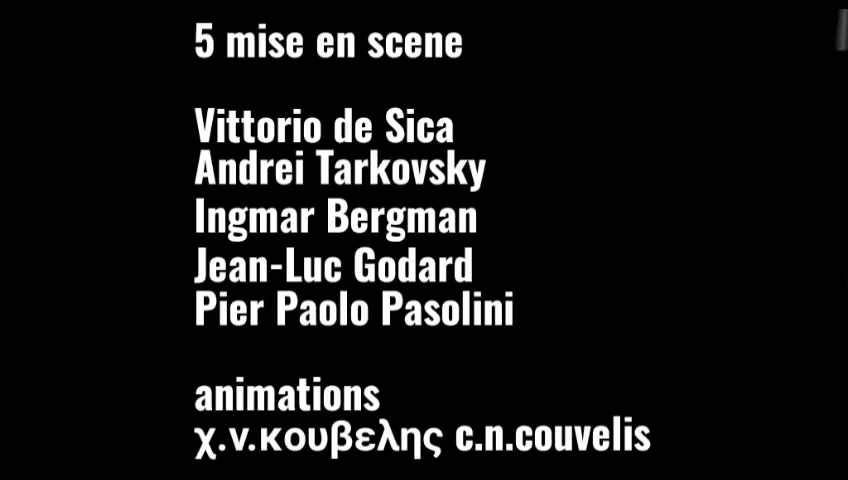 5 mise en scene
Vittorio de Sica
Andrei Tarkovsky
Ingmar Bergman
Jean-Luc Godard
Pier Paolo Pasolini
animations
χ.ν.κουβελης c.n.couvelis